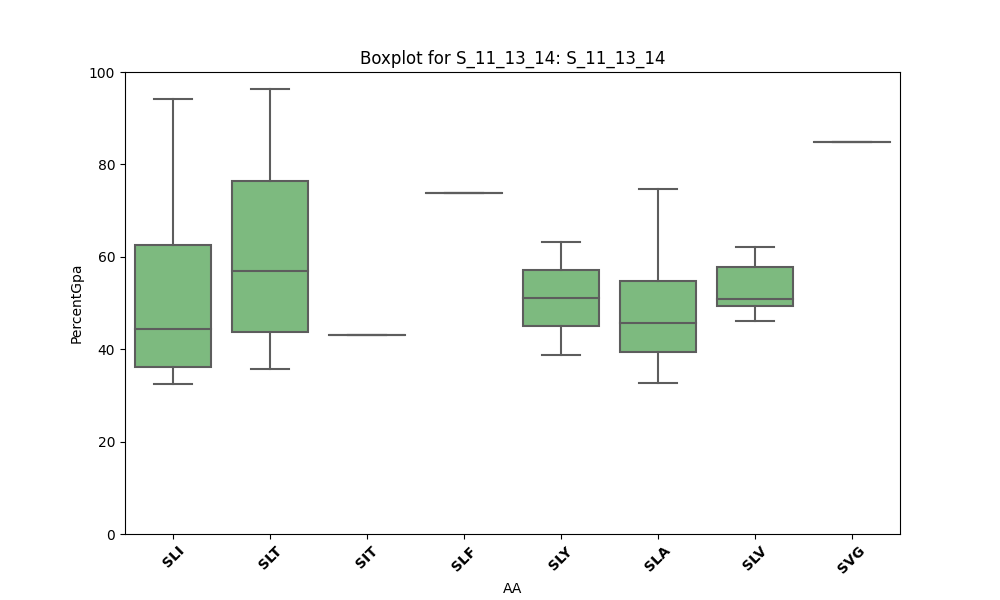 Boxplot for S_11_13_14: S_11_13_14
100
80
60
40
20
0
PercentGpa
SLI SLT SIT SLF SLY SLA SLV SVG
AA